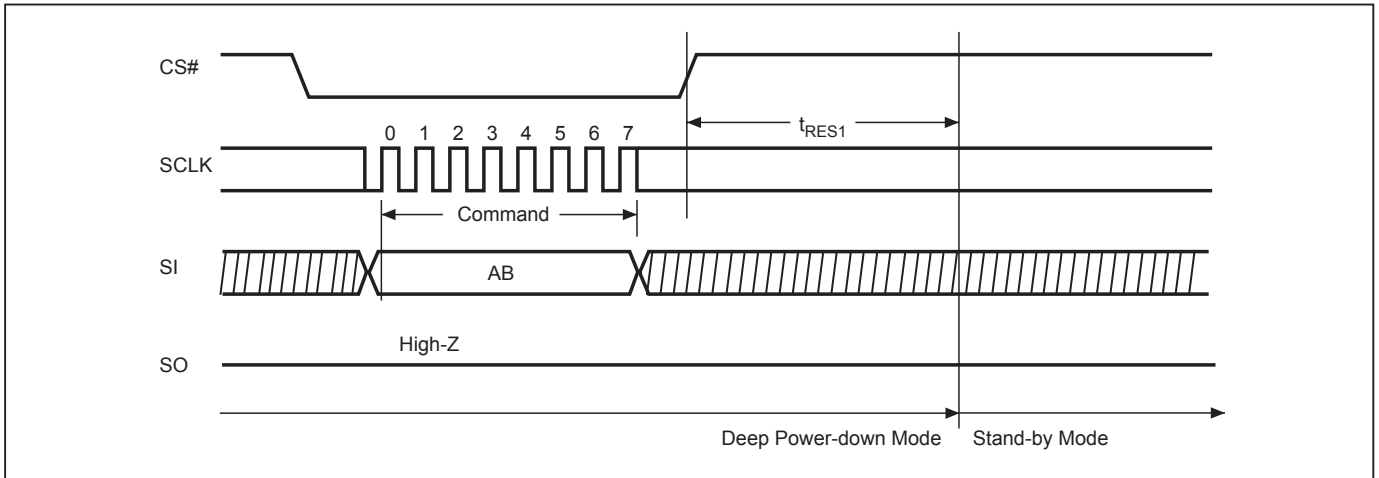 CS#
t_RES1
0 1 2 3 4 5 6 7
SCLK
Command
SI
AB
High-Z
SO
Deep Power-down Mode Stand-by Mode